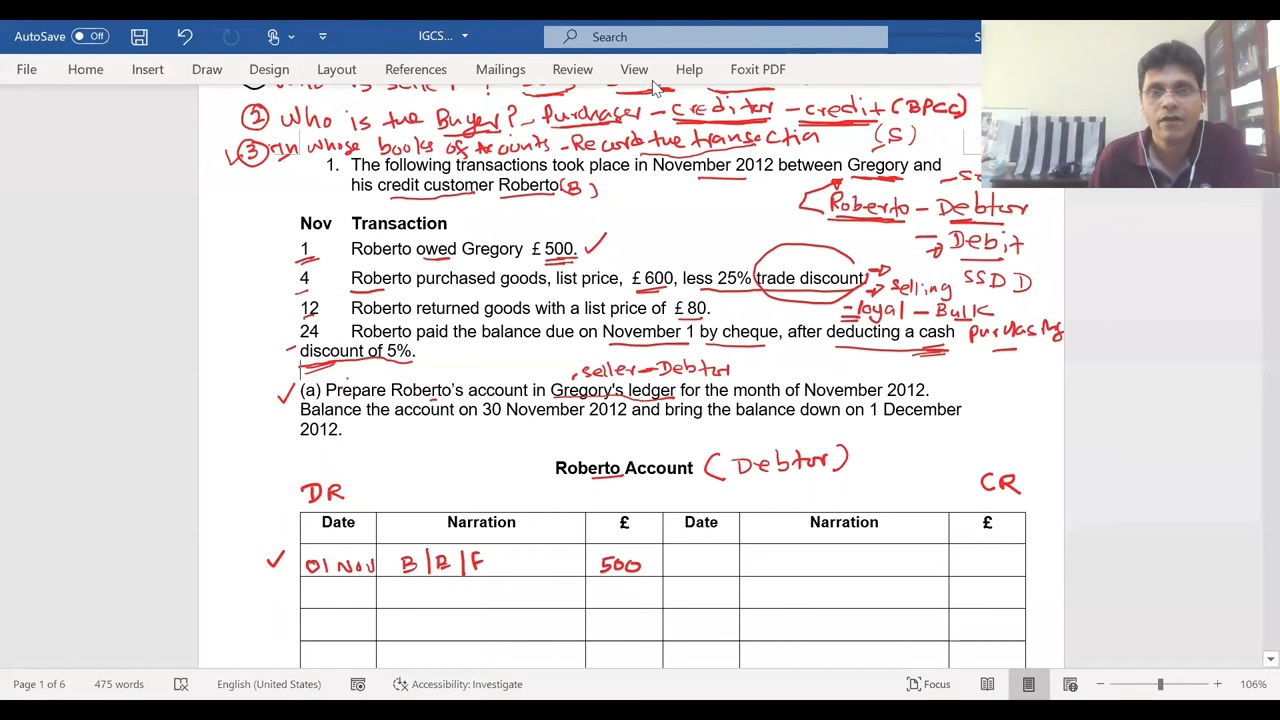 AutoSave Off IGCS... Search S
File Home Insert Draw Design Layout References Mailings Review View Help Foxit PDF
② Who is the Buyer? - Purchaser - creditor - credit (BPCC)
③ In whose books of accounts - Record the transaction (S)
1. The following transactions took place in November 2012 between Gregory and
his credit customer Roberto (B)
Roberto - Debtor
→ Debit
SSDD
Nov Transaction
1 Roberto owed Gregory £ 500.
4 Roberto purchased goods, list price, £ 600, less 25% trade discount
→ selling
12 Roberto returned goods with a list price of £ 80.
- loyal - Bulk
24 Roberto paid the balance due on November 1 by cheque, after deducting a cash
purchasing
discount of 5%.
seller - Debtor
(a) Prepare Roberto's account in Gregory's ledger for the month of November 2012.
Balance the account on 30 November 2012 and bring the balance down on 1 December
2012.
Roberto Account (Debtor)
DR CR
Date Narration £ Date Narration £
01 Nov B|B|F 500
Page 1 of 6 475 words English (United States) Accessibility: Investigate Focus 106%